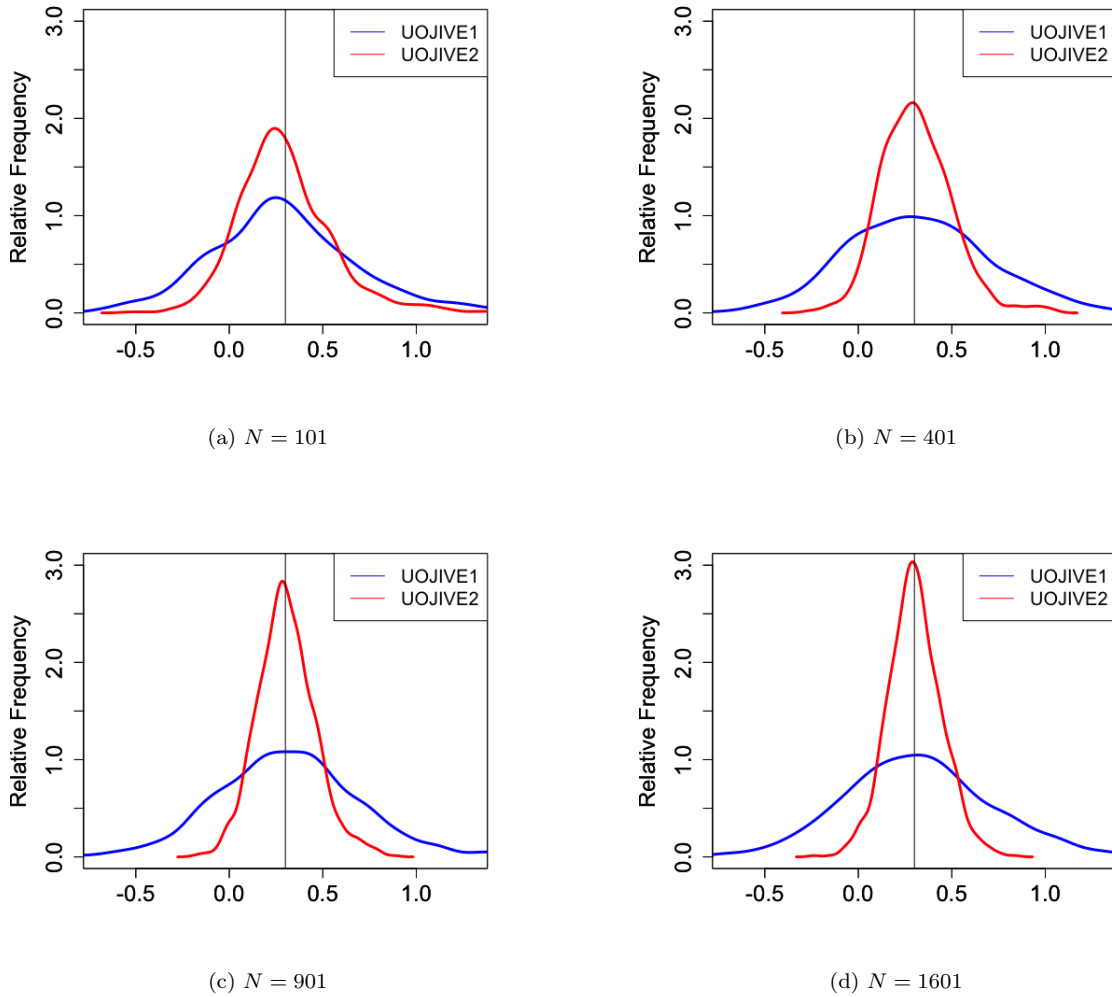 3.0
2.0
1.0
0.0
Relative Frequency
UOJIVE1
UOJIVE2
-0.5 0.0 0.5 1.0
(a) N = 101
3.0
2.0
1.0
0.0
Relative Frequency
UOJIVE1
UOJIVE2
-0.5 0.0 0.5 1.0
(b) N = 401
3.0
2.0
1.0
0.0
Relative Frequency
UOJIVE1
UOJIVE2
-0.5 0.0 0.5 1.0
(c) N = 901
3.0
2.0
1.0
0.0
Relative Frequency
UOJIVE1
UOJIVE2
-0.5 0.0 0.5 1.0
(d) N = 1601